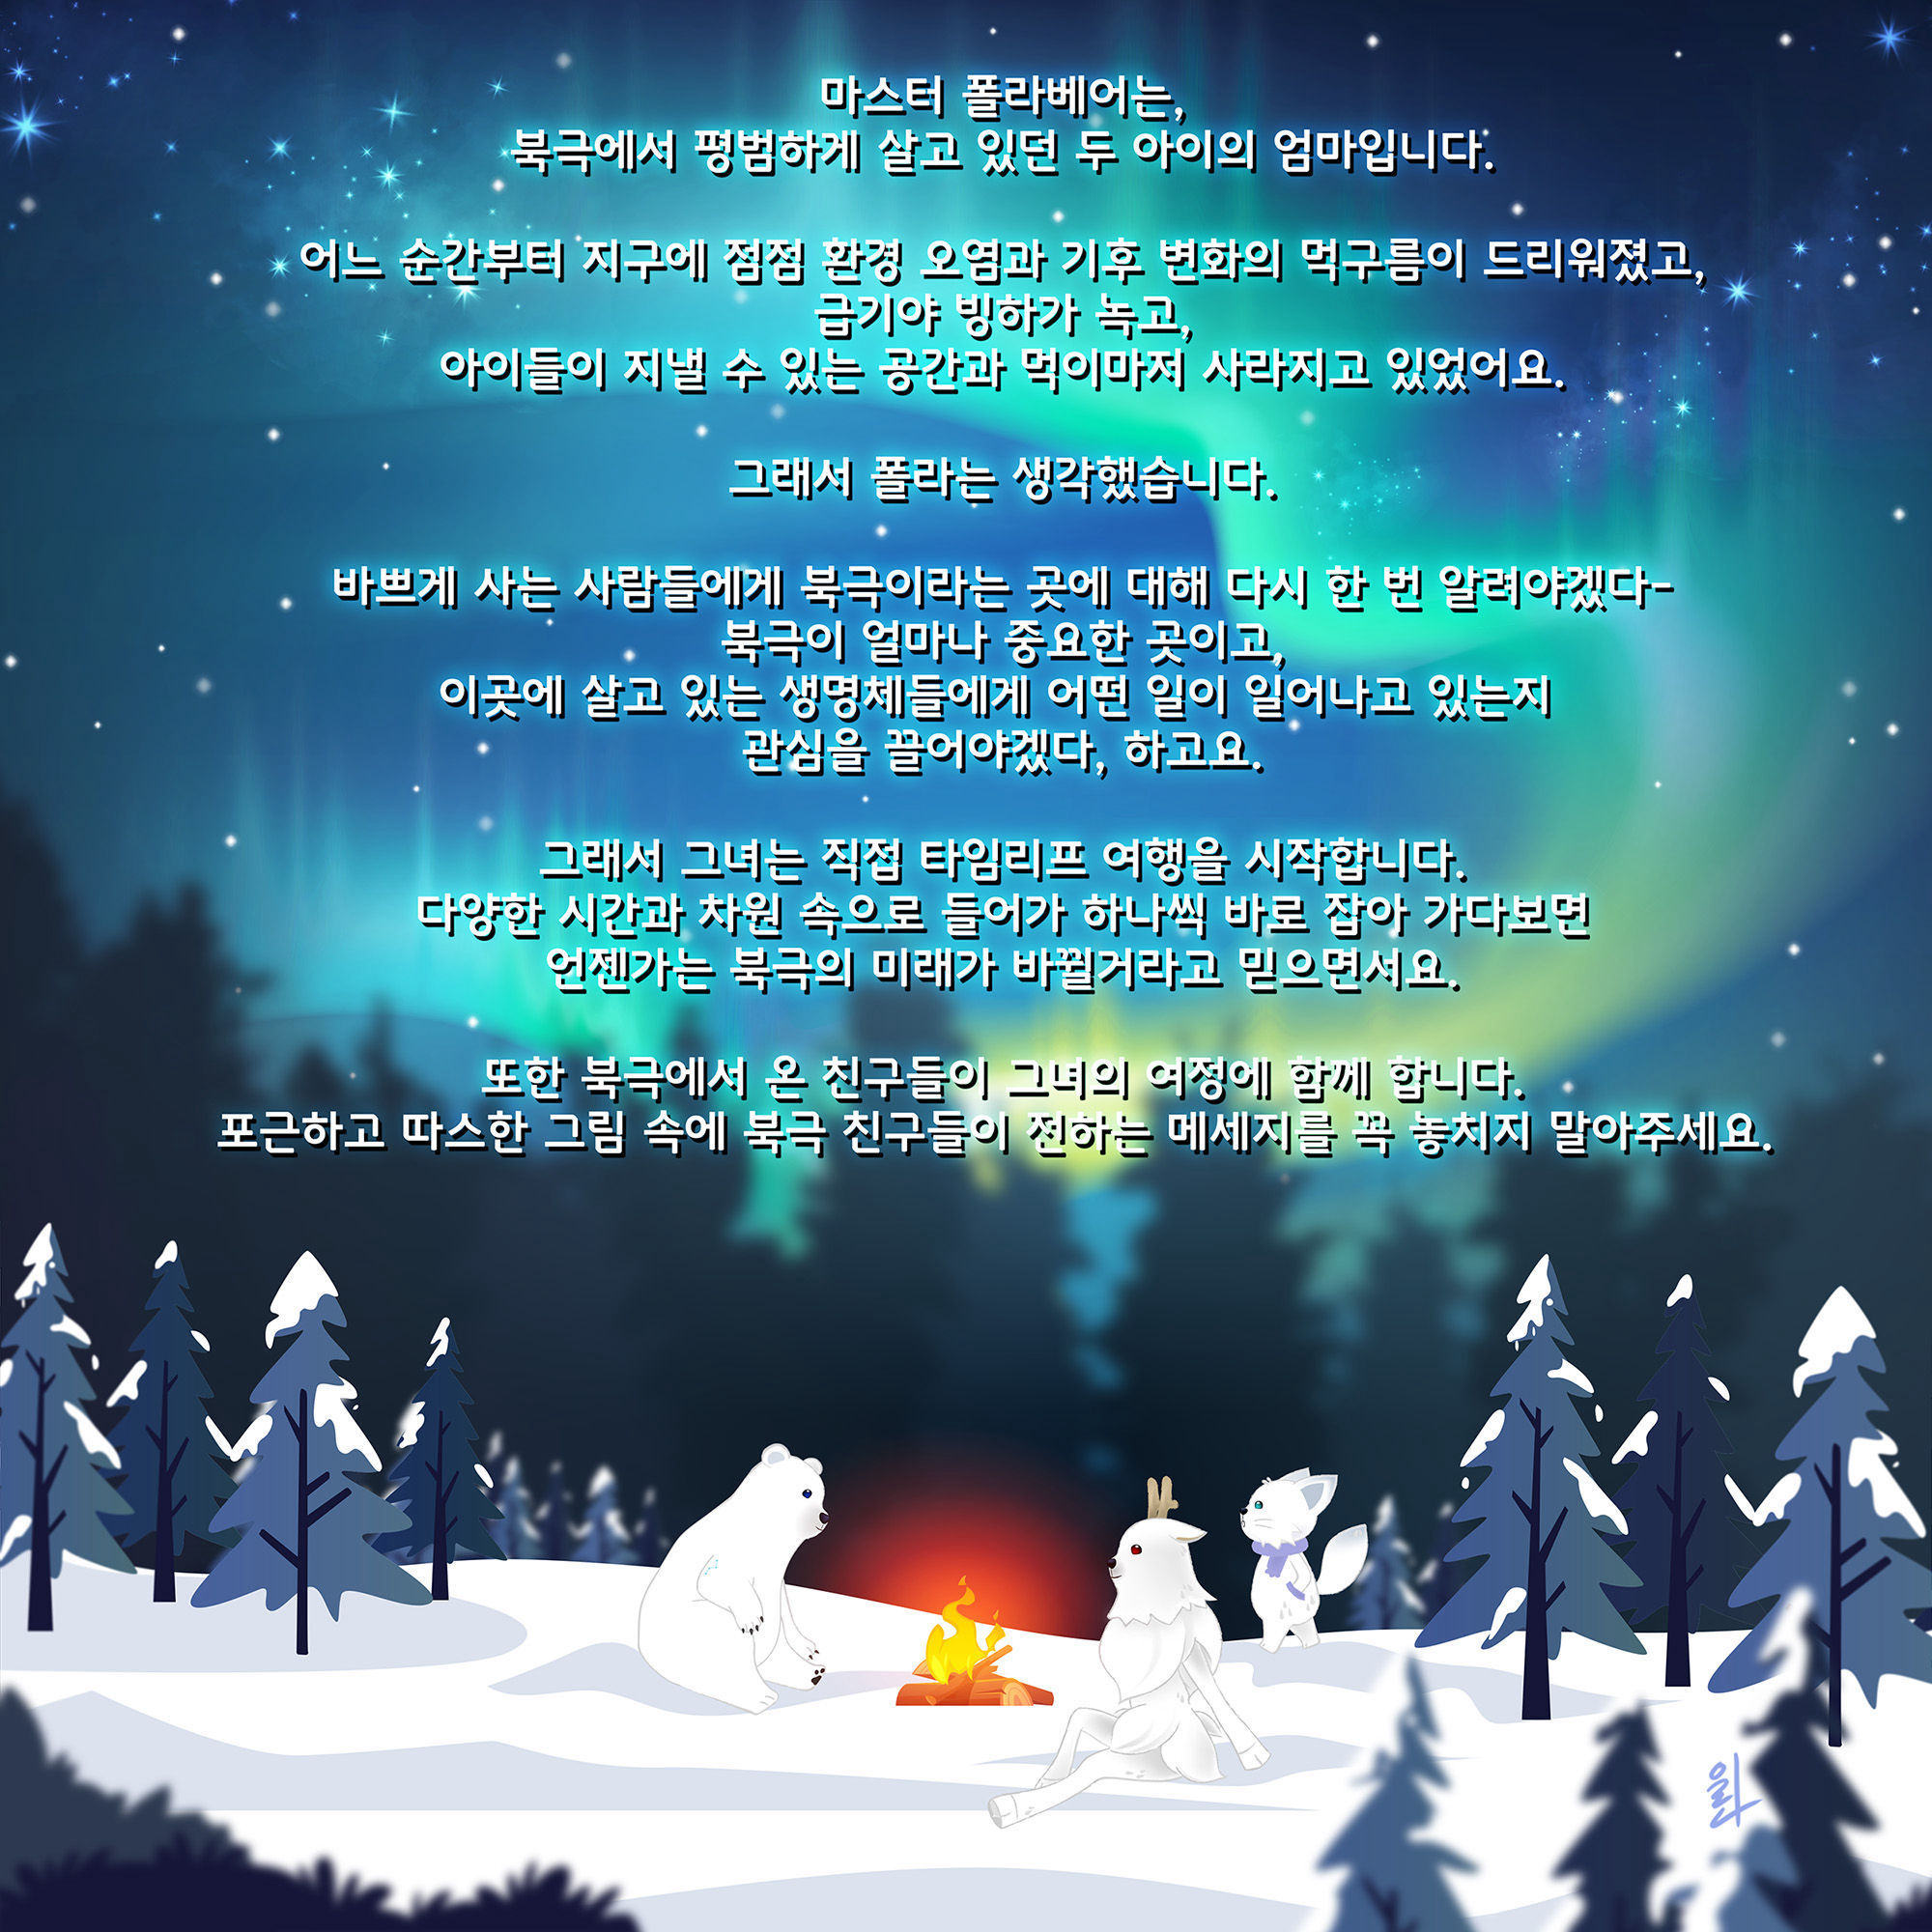 마스터 폴라베어는,
북극에서 평범하게 살고 있던 두 아이의 엄마입니다.
어느 순간부터 지구에 점점 환경 오염과 기후 변화의 먹구름이 드리워졌고,
급기야 빙하가 녹고,
아이들이 지낼 수 있는 공간과 먹이마저 사라지고 있었어요.
그래서 폴라는 생각했습니다.
바쁘게 사는 사람들에게 북극이라는 곳에 대해 다시 한 번 알려야겠다-
북극이 얼마나 중요한 곳이고,
이곳에 살고 있는 생명체들에게 어떤 일이 일어나고 있는지
관심을 끌어야겠다, 하고요.
그래서 그녀는 직접 타임리프 여행을 시작합니다.
다양한 시간과 차원 속으로 들어가 하나씩 바로 잡아 가다보면
언젠가는 북극의 미래가 바뀔거라고 믿으면서요.
또한 북극에서 온 친구들이 그녀의 여정에 함께 합니다.
포근하고 따스한 그림 속에 북극 친구들이 전하는 메세지를 꼭 놓치지 말아주세요.